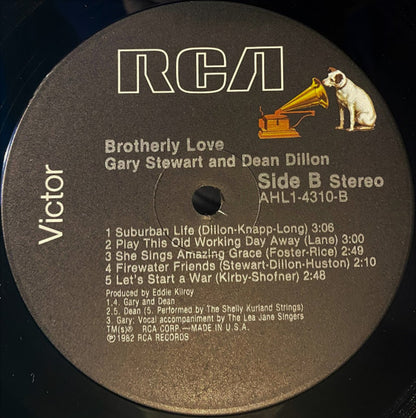 RCA
Victor
Brotherly Love
Gary Stewart and Dean Dillon
Side B Stereo
AHL1-4310-B
1 Suburban Life (Dillon-Knapp-Long) 3:06
2 Play This Old Working Day Away (Lane) 3:00
3 She Sings Amazing Grace (Foster-Rice) 2:49
4 Firewater Friends (Stewart-Dillon-Huston) 2:10
5 Let's Start a War (Kirby-Shofner) 2:48
Produced by Eddie Kilroy
1,4. Gary and Dean
2,5. Dean (5. Performed by The Shelly Kurland Strings)
3. Gary: Vocal accompaniment by The Lea Jane Singers
TM(s)® RCA CORP.—MADE IN U.S.A.
℗1982 RCA RECORDS